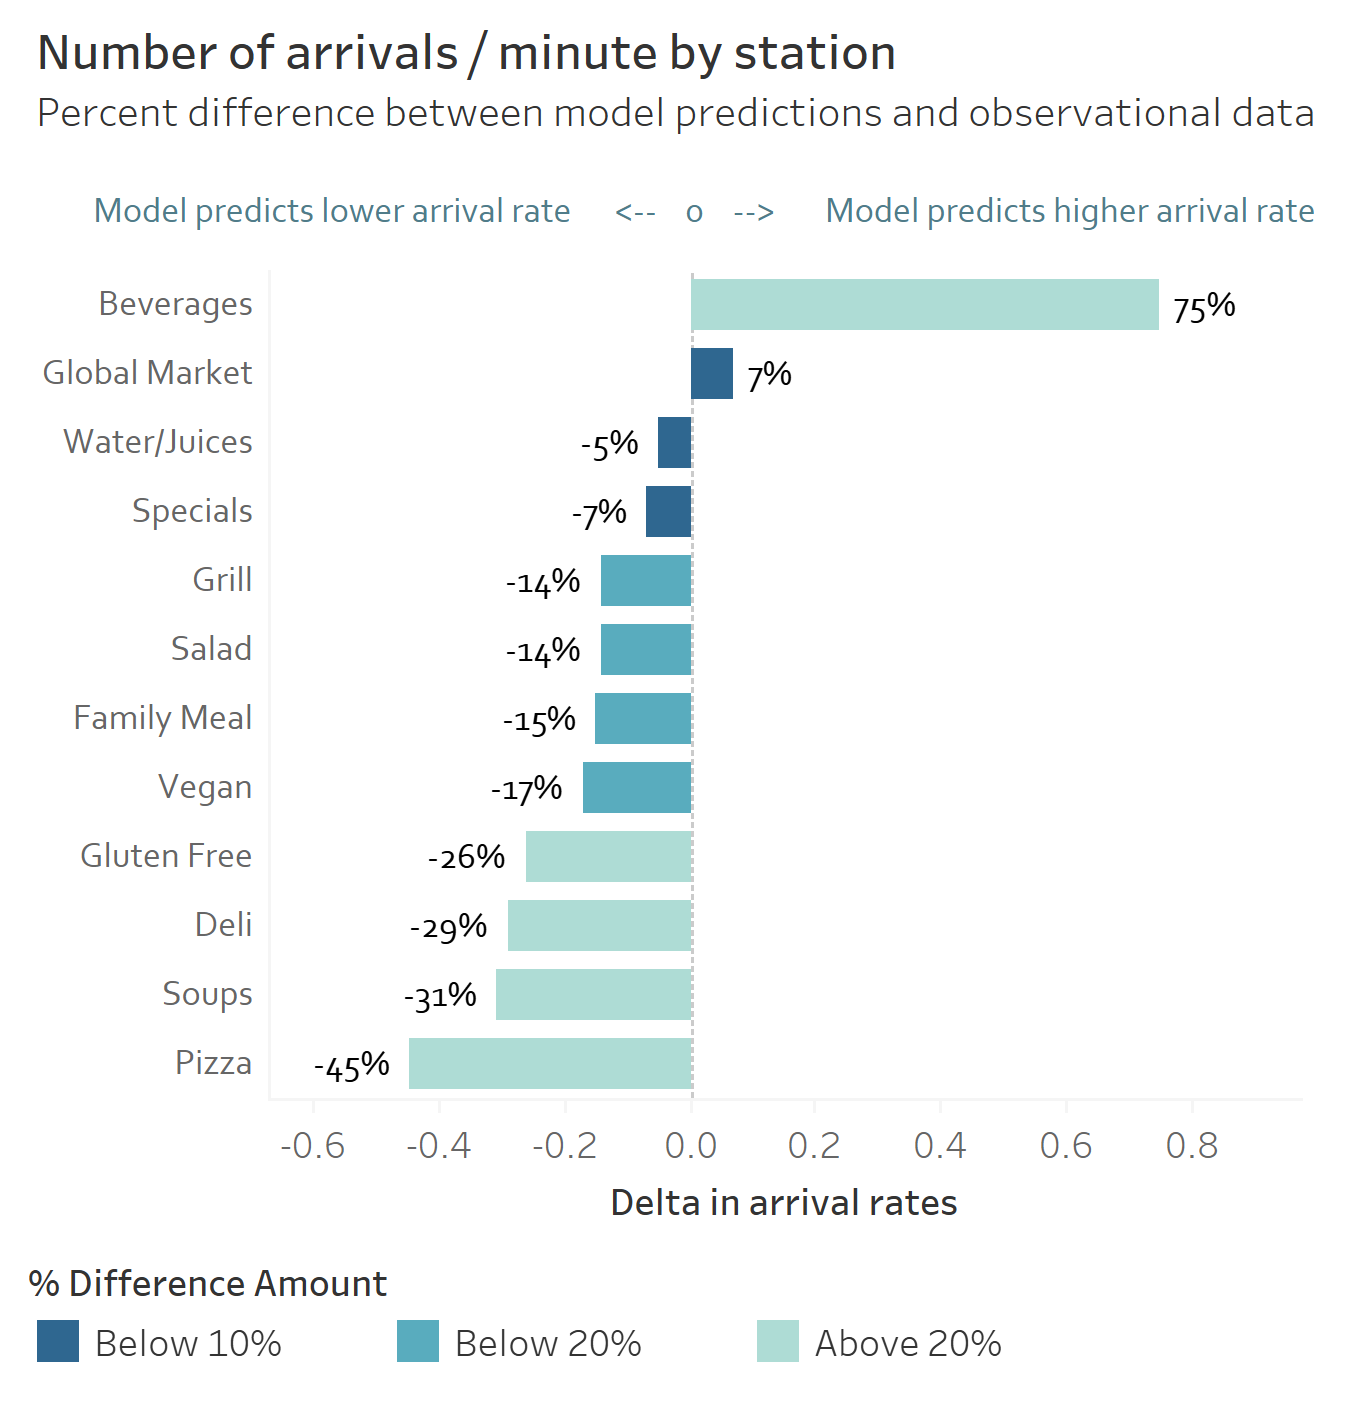 Number of arrivals / minute by station
Percent difference between model predictions and observational data
Model predicts lower arrival rate <-- o --> Model predicts higher arrival rate
Beverages 75%
Global Market 7%
Water/Juices -5%
Specials -7%
Grill -14%
Salad -14%
Family Meal -15%
Vegan -17%
Gluten Free -26%
Deli -29%
Soups -31%
Pizza -45%
-0.6 -0.4 -0.2 0.0 0.2 0.4 0.6 0.8
Delta in arrival rates
% Difference Amount
Below 10% Below 20% Above 20%